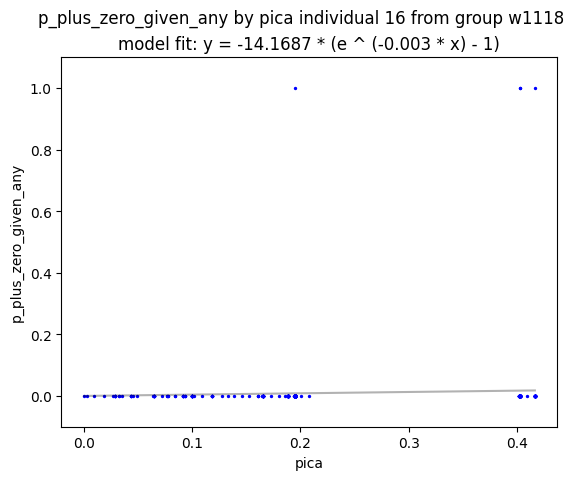 p_plus_zero_given_any by pica individual 16 from group w1118
model fit: y = -14.1687 * (e ^ (-0.003 * x) - 1)
1.0
0.8
0.6
0.4
0.2
0.0
p_plus_zero_given_any
0.0 0.1 0.2 0.3 0.4
pica